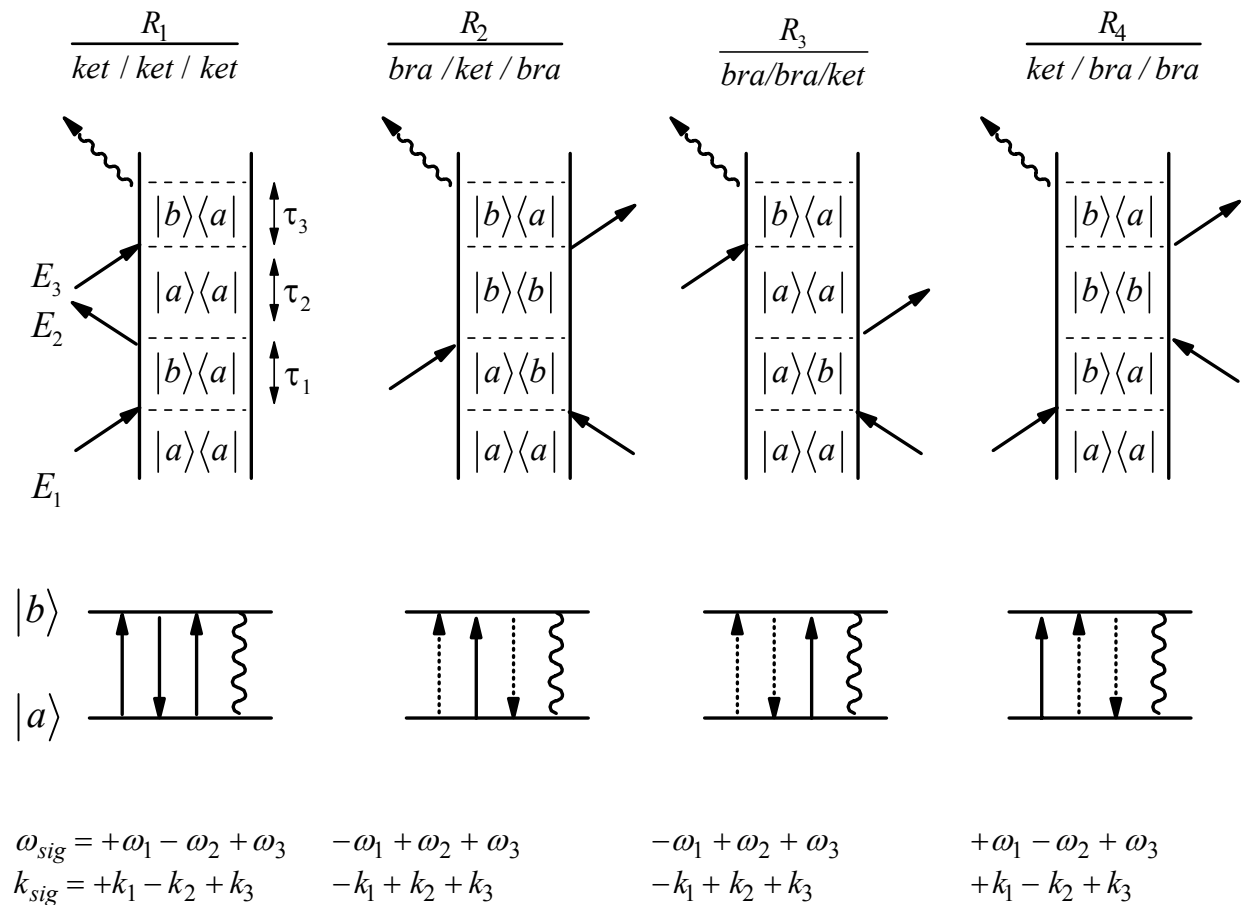 R₁ R₂ R₃ R₄
ket / ket / ket bra / ket / bra bra/bra/ket ket / bra / bra
|b⟩⟨a| τ₃ |b⟩⟨a| |b⟩⟨a| |b⟩⟨a|
E₃ |a⟩⟨a| τ₂ |b⟩⟨b| |a⟩⟨a| |b⟩⟨b|
E₂
|b⟩⟨a| τ₁ |a⟩⟨b| |a⟩⟨b| |b⟩⟨a|
|a⟩⟨a| |a⟩⟨a| |a⟩⟨a| |a⟩⟨a|
E₁
|b⟩
|a⟩
ω_sig = +ω₁ − ω₂ + ω₃ −ω₁ + ω₂ + ω₃ −ω₁ + ω₂ + ω₃ +ω₁ − ω₂ + ω₃
k_sig = +k₁ − k₂ + k₃ −k₁ + k₂ + k₃ −k₁ + k₂ + k₃ +k₁ − k₂ + k₃